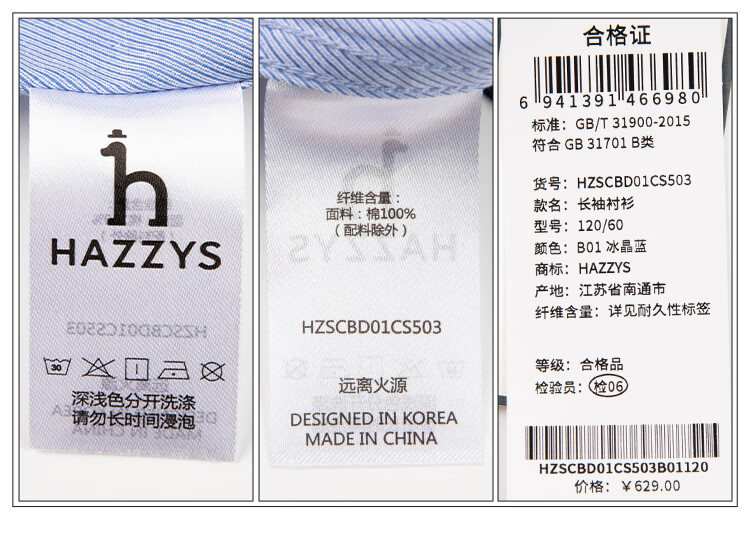 HAZZYS
30
深浅色分开洗涤
请勿长时间浸泡
纤维含量：
面料：棉100%
（配料除外）
HZSCBD01CS503
远离火源
DESIGNED IN KOREA
MADE IN CHINA
合格证
6 941391 466980
标准：GB/T 31900-2015
符合 GB 31701 B类
货号：HZSCBD01CS503
款名：长袖衬衫
型号：120/60
颜色：B01 冰晶蓝
商标：HAZZYS
产地：江苏省南通市
纤维含量：详见耐久性标签
等级：合格品
检验员：检06
HZSCBD01CS503B01120
价格：￥629.00